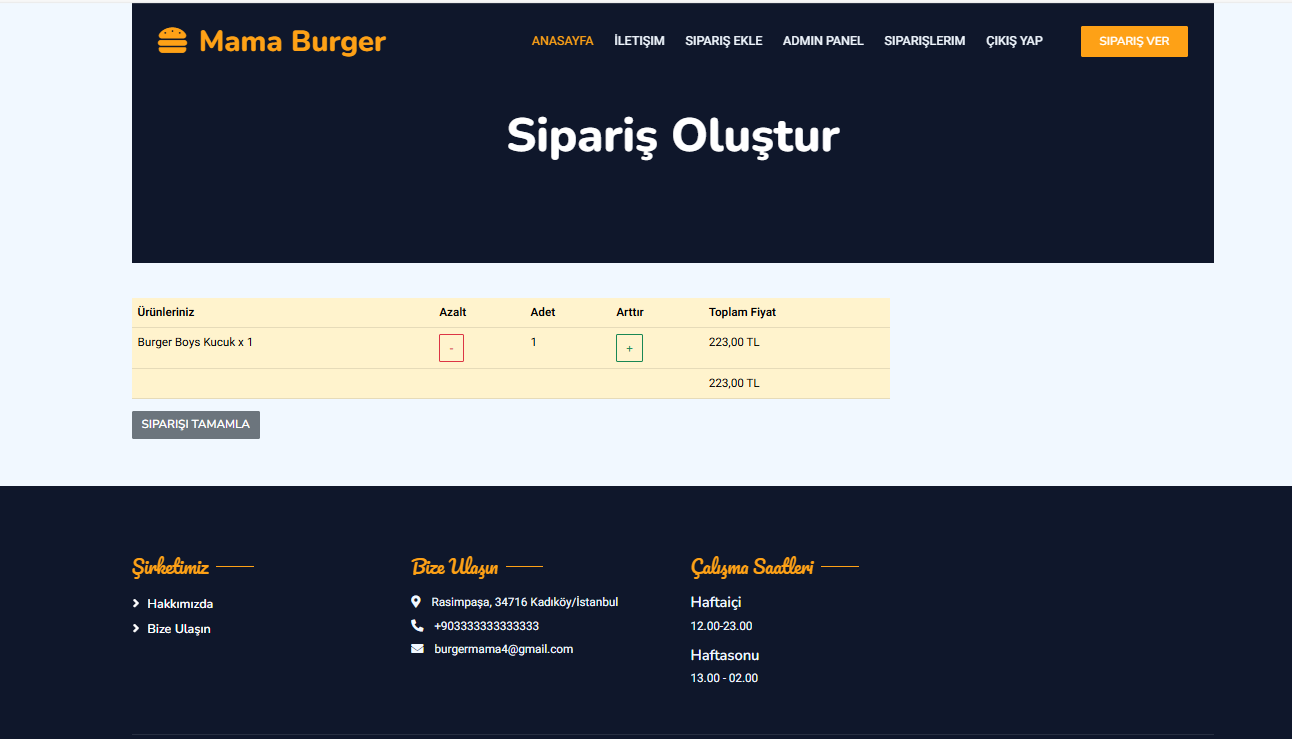 Mama Burger
ANASAYFA İLETIŞIM SIPARIŞ EKLE ADMIN PANEL SIPARIŞLERIM ÇIKIŞ YAP SIPARIŞ VER
Sipariş Oluştur
Ürünleriniz Azalt Adet Arttır Toplam Fiyat
Burger Boys Kucuk x 1 - 1 + 223,00 TL
223,00 TL
SIPARIŞI TAMAMLA
Şirketimiz
Hakkımızda
Bize Ulaşın
Bize Ulaşın
Rasimpaşa, 34716 Kadıköy/İstanbul
+903333333333333
burgermama4@gmail.com
Çalışma Saatleri
Haftaiçi
12.00-23.00
Haftasonu
13.00 - 02.00